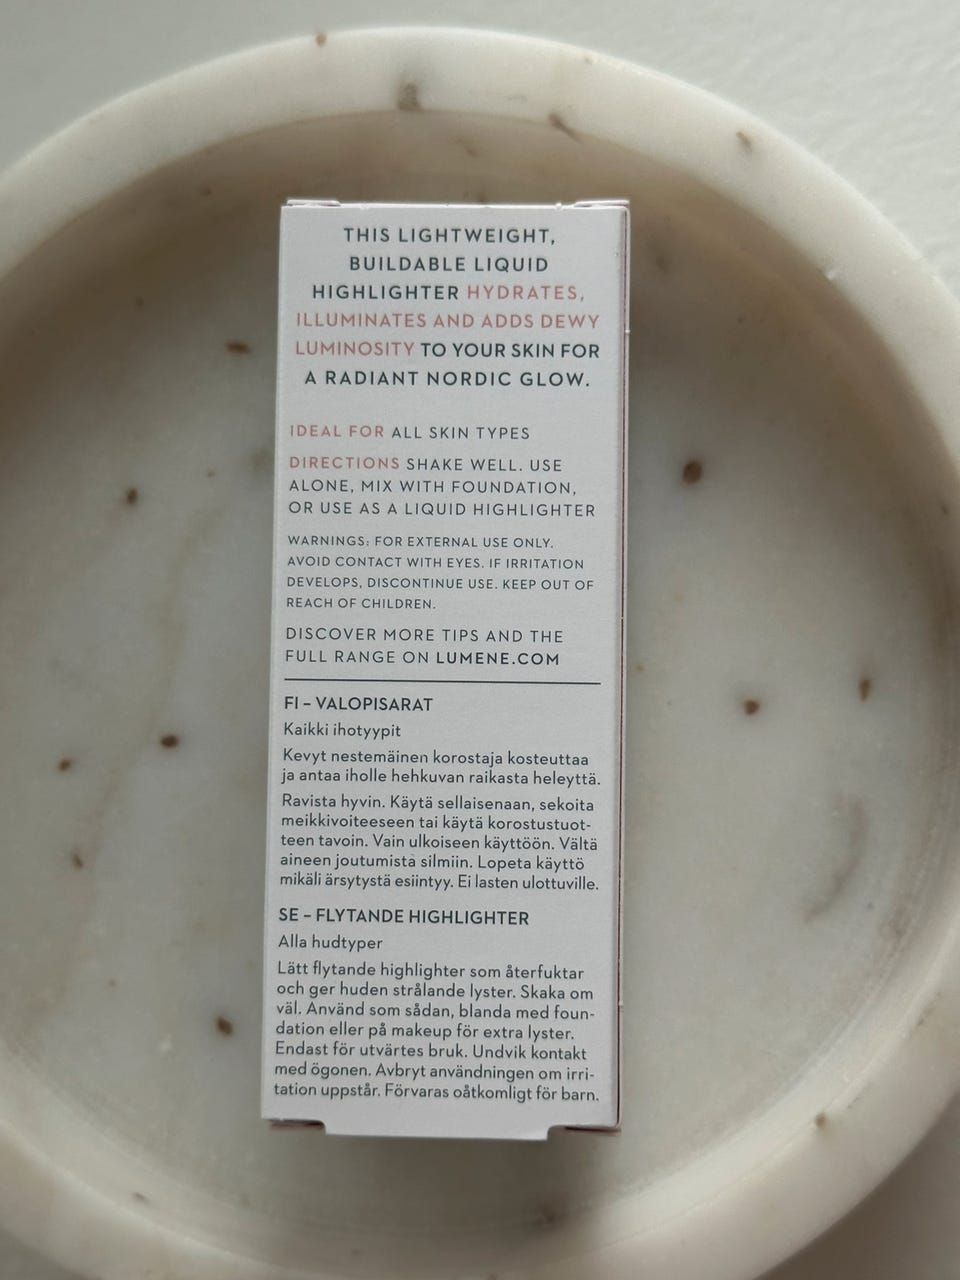 THIS LIGHTWEIGHT,
BUILDABLE LIQUID
HIGHLIGHTER HYDRATES,
ILLUMINATES AND ADDS DEWY
LUMINOSITY TO YOUR SKIN FOR
A RADIANT NORDIC GLOW.
IDEAL FOR ALL SKIN TYPES
DIRECTIONS SHAKE WELL. USE
ALONE, MIX WITH FOUNDATION,
OR USE AS A LIQUID HIGHLIGHTER
WARNINGS: FOR EXTERNAL USE ONLY.
AVOID CONTACT WITH EYES. IF IRRITATION
DEVELOPS, DISCONTINUE USE. KEEP OUT OF
REACH OF CHILDREN.
DISCOVER MORE TIPS AND THE
FULL RANGE ON LUMENE.COM
FI – VALOPISARAT
Kaikki ihotyypit
Kevyt nestemäinen korostaja kosteuttaa
ja antaa iholle hehkuvan raikasta heleyttä.
Ravista hyvin. Käytä sellaisenaan, sekoita
meikkivoiteeseen tai käytä korostustuot-
teen tavoin. Vain ulkoiseen käyttöön. Vältä
aineen joutumista silmiin. Lopeta käyttö
mikäli ärsytystä esiintyy. Ei lasten ulottuville.
SE – FLYTANDE HIGHLIGHTER
Alla hudtyper
Lätt flytande highlighter som återfuktar
och ger huden strålande lyster. Skaka om
väl. Använd som sådan, blanda med foun-
dation eller på makeup för extra lyster.
Endast för utvärtes bruk. Undvik kontakt
med ögonen. Avbryt användningen om irri-
tation uppstår. Förvaras oåtkomligt för barn.